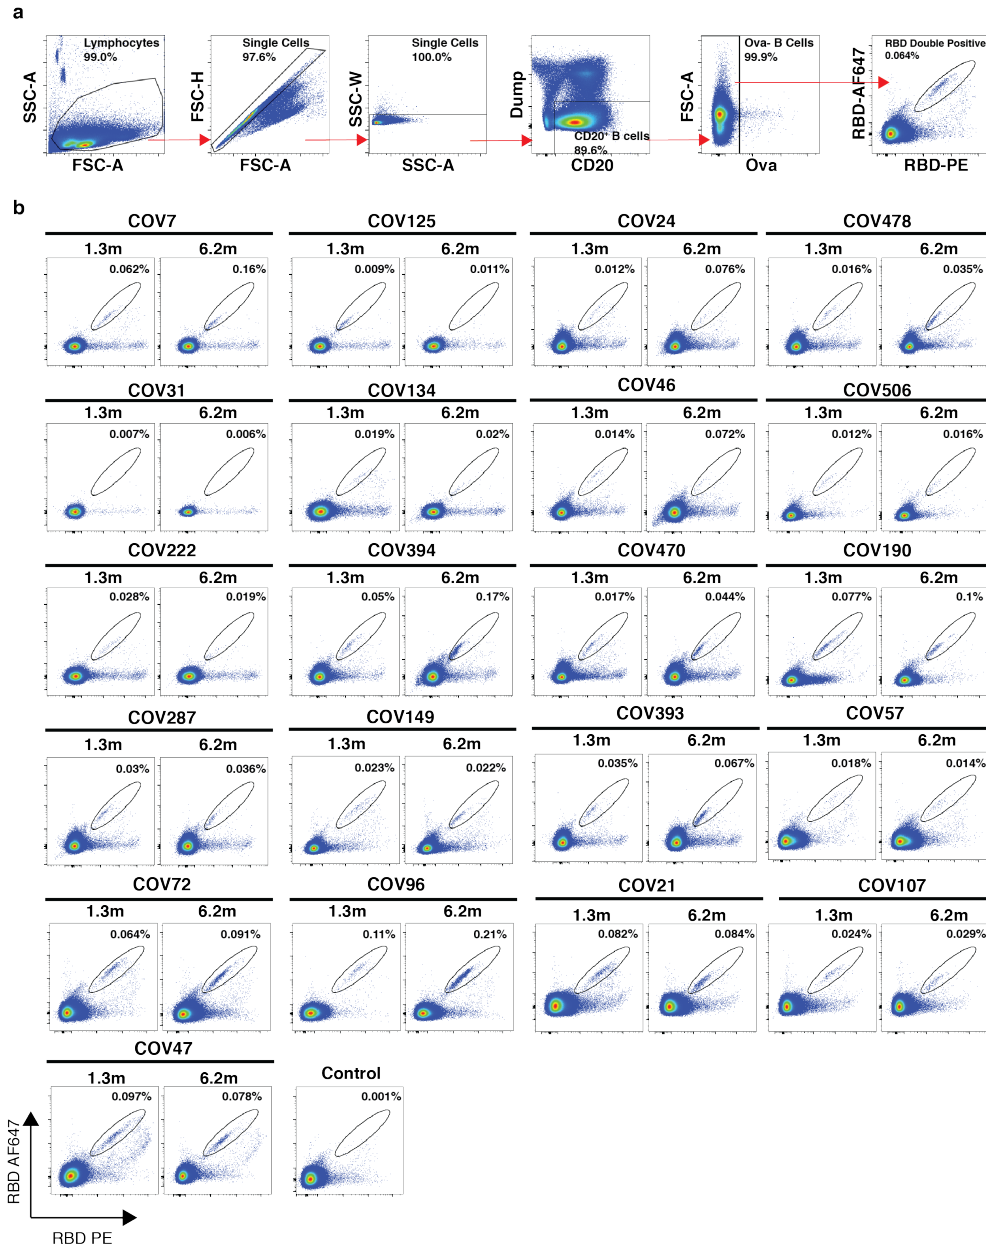 a
Lymphocytes
99.0%
SSC-A
FSC-A
Single Cells
97.6%
FSC-H
FSC-A
Single Cells
100.0%
SSC-W
SSC-A
Dump
CD20⁺ B cells
89.6%
CD20
Ova- B Cells
99.9%
FSC-A
Ova
RBD Double Positive
0.064%
RBD-AF647
RBD-PE
b
COV7 COV125 COV24 COV478
1.3m 6.2m 1.3m 6.2m 1.3m 6.2m 1.3m 6.2m
0.062% 0.16% 0.009% 0.011% 0.012% 0.076% 0.016% 0.035%
COV31 COV134 COV46 COV506
1.3m 6.2m 1.3m 6.2m 1.3m 6.2m 1.3m 6.2m
0.007% 0.006% 0.019% 0.02% 0.014% 0.072% 0.012% 0.016%
COV222 COV394 COV470 COV190
1.3m 6.2m 1.3m 6.2m 1.3m 6.2m 1.3m 6.2m
0.028% 0.019% 0.05% 0.17% 0.017% 0.044% 0.077% 0.1%
COV287 COV149 COV393 COV57
1.3m 6.2m 1.3m 6.2m 1.3m 6.2m 1.3m 6.2m
0.03% 0.036% 0.023% 0.022% 0.035% 0.067% 0.018% 0.014%
COV72 COV96 COV21 COV107
1.3m 6.2m 1.3m 6.2m 1.3m 6.2m 1.3m 6.2m
0.064% 0.091% 0.11% 0.21% 0.082% 0.084% 0.024% 0.029%
COV47
1.3m 6.2m Control
0.097% 0.078% 0.001%
RBD AF647
RBD PE